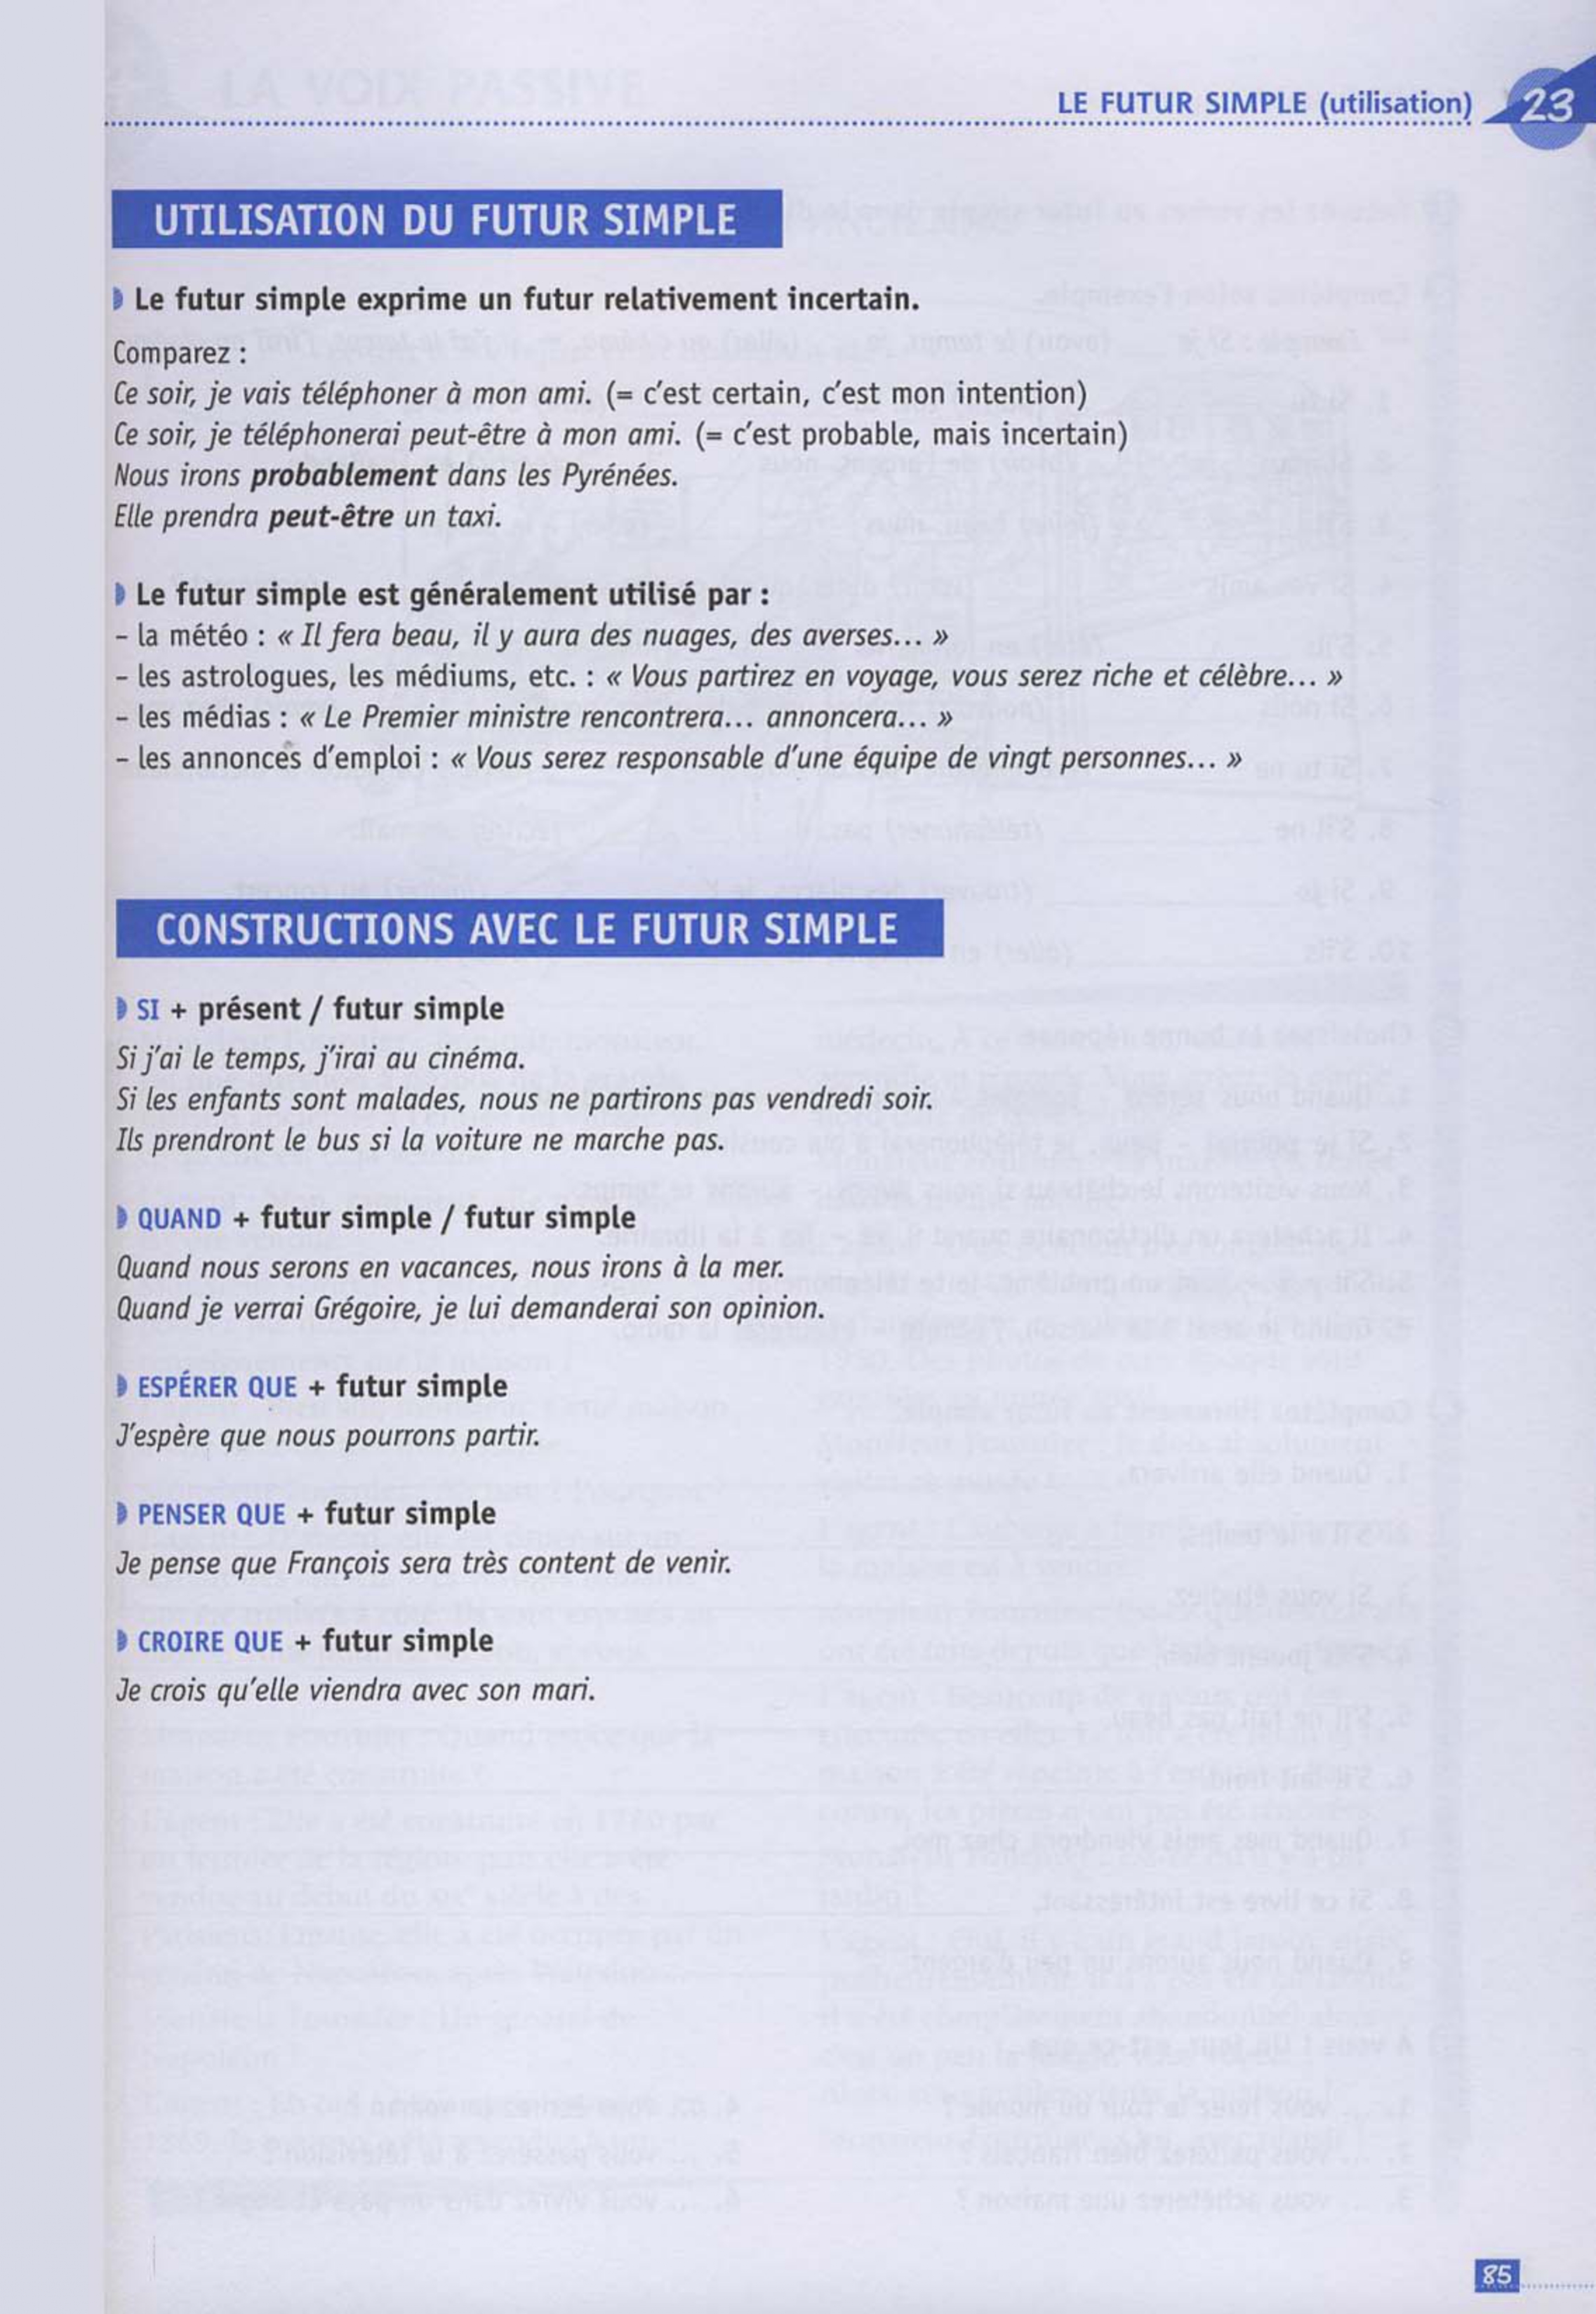 LE FUTUR SIMPLE (utilisation)
23
UTILISATION DU FUTUR SIMPLE
Le futur simple exprime un futur relativement incertain.
Comparez :
Ce soir, je vais téléphoner à mon ami. (= c'est certain, c'est mon intention)
Ce soir, je téléphonerai peut-être à mon ami. (= c'est probable, mais incertain)
Nous irons probablement dans les Pyrénées.
Elle prendra peut-être un taxi.
Le futur simple est généralement utilisé par :
– la météo : « Il fera beau, il y aura des nuages, des averses... »
– les astrologues, les médiums, etc. : « Vous partirez en voyage, vous serez riche et célèbre... »
– les médias : « Le Premier ministre rencontrera... annoncera... »
– les annonces d'emploi : « Vous serez responsable d'une équipe de vingt personnes... »
CONSTRUCTIONS AVEC LE FUTUR SIMPLE
SI + présent / futur simple
Si j'ai le temps, j'irai au cinéma.
Si les enfants sont malades, nous ne partirons pas vendredi soir.
Ils prendront le bus si la voiture ne marche pas.
QUAND + futur simple / futur simple
Quand nous serons en vacances, nous irons à la mer.
Quand je verrai Grégoire, je lui demanderai son opinion.
ESPÉRER QUE + futur simple
J'espère que nous pourrons partir.
PENSER QUE + futur simple
Je pense que François sera très content de venir.
CROIRE QUE + futur simple
Je crois qu'elle viendra avec son mari.
85